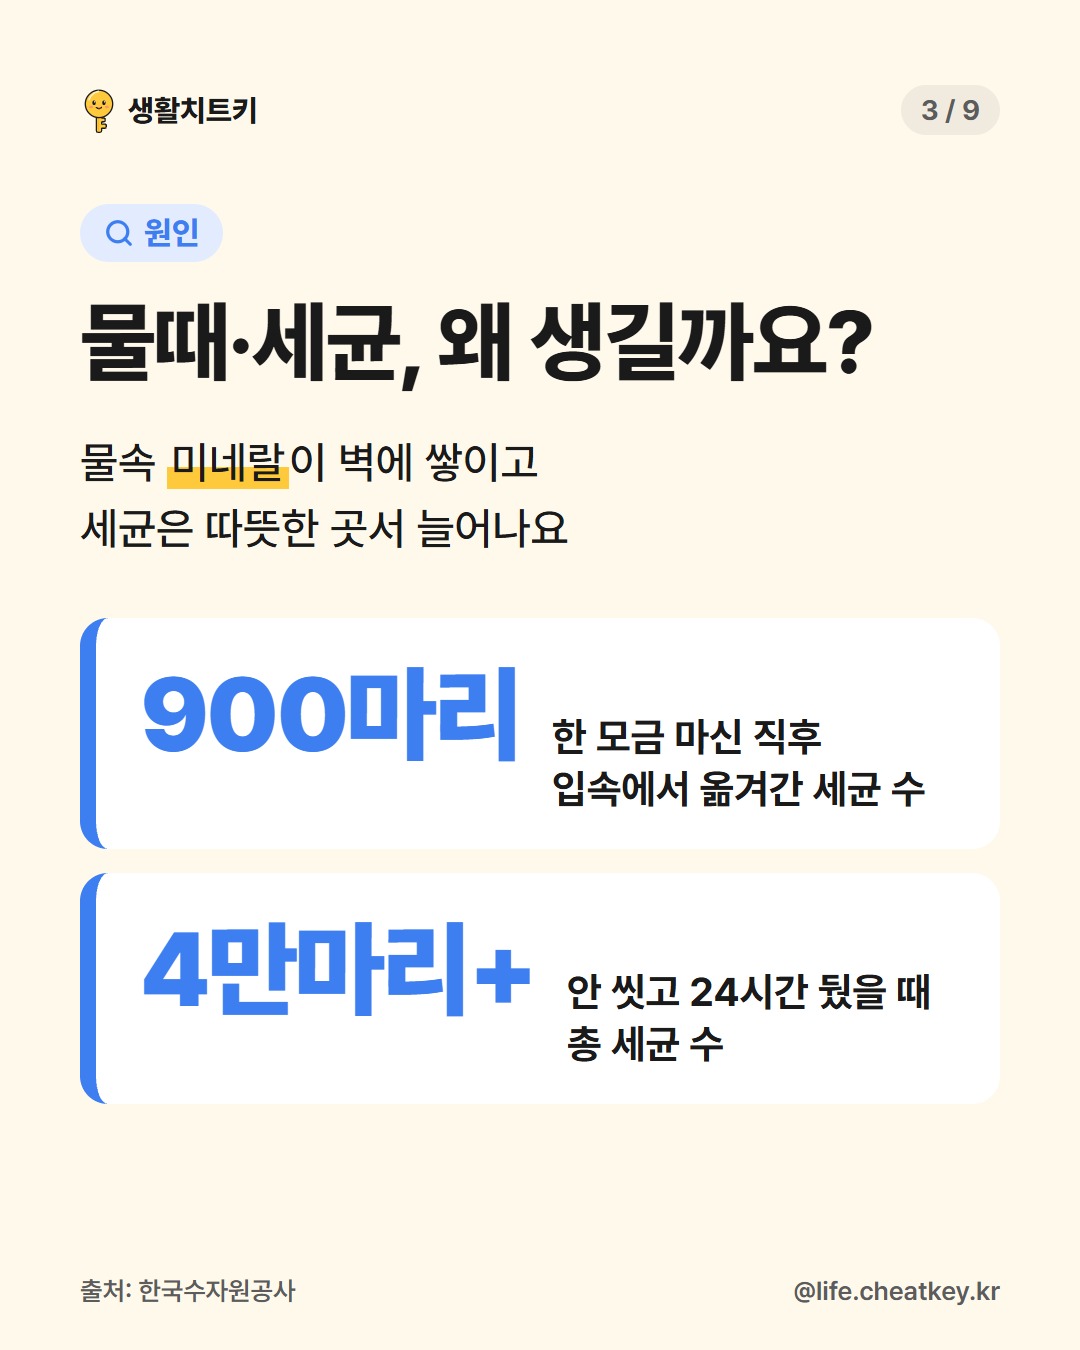 생활치트키
3 / 9
원인
물때·세균, 왜 생길까요?
물속 미네랄이 벽에 쌓이고
세균은 따뜻한 곳서 늘어나요
900마리
한 모금 마신 직후
입속에서 옮겨간 세균 수
4만마리+
안 씻고 24시간 뒀을 때
총 세균 수
출처: 한국수자원공사
@life.cheatkey.kr